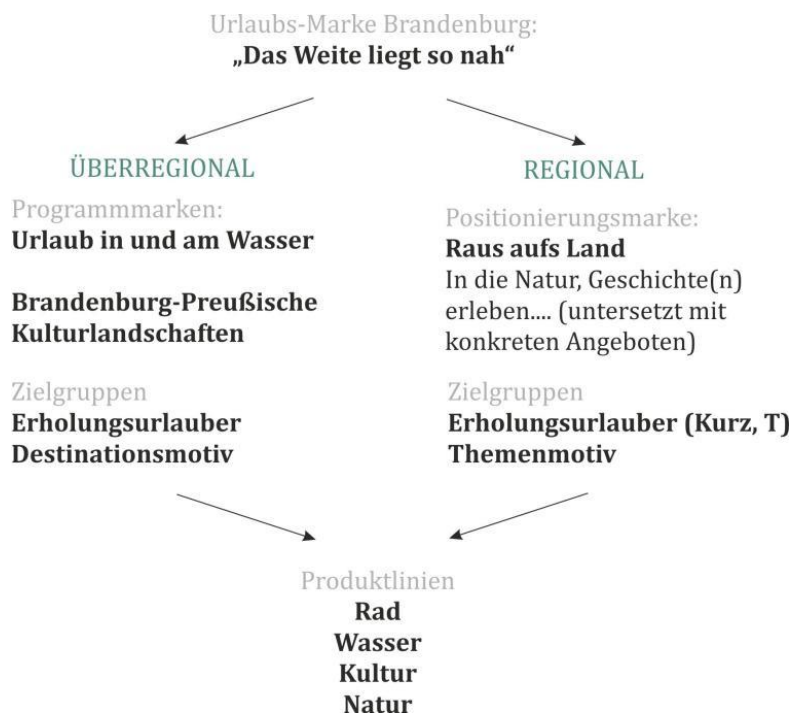 Urlaubs-Marke Brandenburg:
„Das Weite liegt so nah“
ÜBERREGIONAL
Programmmarken:
Urlaub in und am Wasser
Brandenburg-Preußische
Kulturlandschaften
Zielgruppen
Erholungsurlauber
Destinationsmotiv
REGIONAL
Positionierungsmarke:
Raus aufs Land
In die Natur, Geschichte(n)
erleben.... (untersetzt mit
konkreten Angeboten)
Zielgruppen
Erholungsurlauber (Kurz, T)
Themenmotiv
Produktlinien
Rad
Wasser
Kultur
Natur